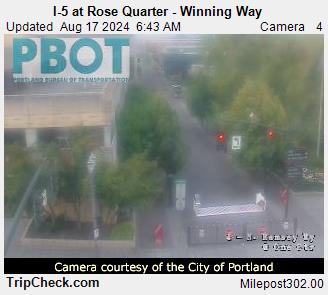 I-5 at Rose Quarter - Winning Way
Updated Aug 17 2024 6:43 AM Camera 4
PBOT
PORTLAND BUREAU OF TRANSPORTATION
Camera courtesy of the City of Portland
TripCheck.com Milepost302.00